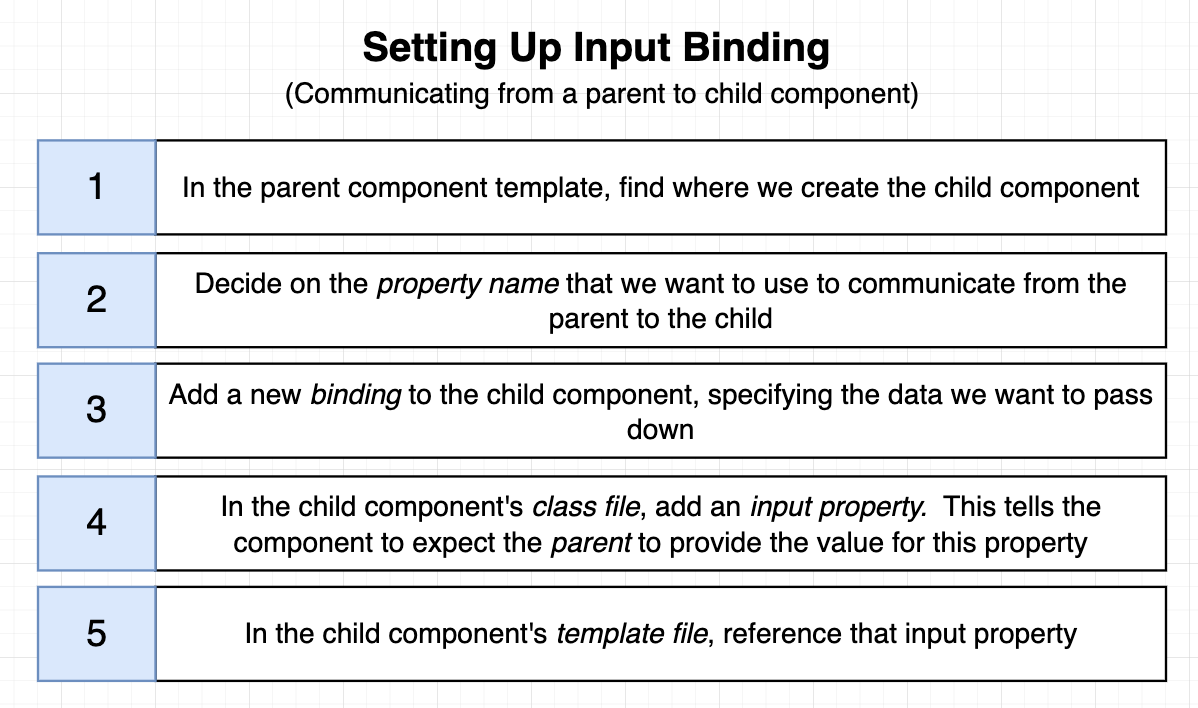 Setting Up Input Binding
(Communicating from a parent to child component)
1
In the parent component template, find where we create the child component
2
Decide on the property name that we want to use to communicate from the
parent to the child
3
Add a new binding to the child component, specifying the data we want to pass
down
4
In the child component's class file, add an input property.  This tells the
component to expect the parent to provide the value for this property
5
In the child component's template file, reference that input property